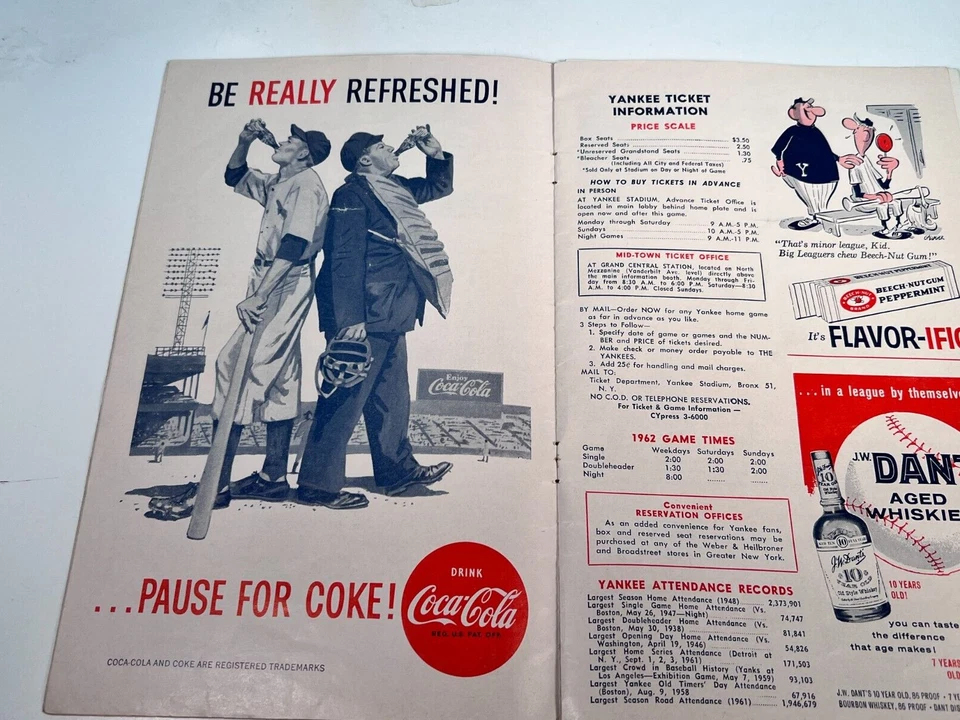 BE REALLY REFRESHED!
Enjoy
Coca-Cola
...PAUSE FOR COKE!
DRINK
Coca-Cola
REG. U.S. PAT. OFF.
COCA-COLA AND COKE ARE REGISTERED TRADEMARKS
YANKEE TICKET
INFORMATION
PRICE SCALE
Box Seats ........ $3.50
Reserved Seats ........ 2.50
*Unreserved Grandstand Seats ........ 1.30
*Bleacher Seats ........ .75
(Including All City and Federal Taxes)
*Sold Only at Stadium on Day or Night of Game
HOW TO BUY TICKETS IN ADVANCE
IN PERSON
AT YANKEE STADIUM, Advance Ticket Office is
located in main lobby behind home plate and is
open now and after this game.
Monday through Saturday ........ 9 A.M.-5 P.M.
Sundays ........ 10 A.M.-5 P.M.
Night Games ........ 9 A.M.-11 P.M.
MID-TOWN TICKET OFFICE
AT GRAND CENTRAL STATION, located on North
Mezzanine (Vanderbilt Ave. level) directly above
the main information booth. Monday through Fri-
day from 8:30 A.M. to 6:00 P.M. Saturday—8:30
A.M. to 4:00 P.M. Closed Sundays.
BY MAIL—Order NOW for any Yankee home game
as far in advance as you like.
3 Steps to Follow—
1. Specify date of game or games and the NUM-
BER and PRICE of tickets desired.
2. Make check or money order payable to THE
YANKEES.
3. Add 25¢ for handling and mail charges.
MAIL TO:
Ticket Department, Yankee Stadium, Bronx 51,
N. Y.
NO C.O.D. OR TELEPHONE RESERVATIONS.
For Ticket & Game Information —
CYpress 3-6000
1962 GAME TIMES
Game Weekdays Saturdays Sundays
Single 2:00 2:00 2:00
Doubleheader 1:30 1:30 2:00
Night 8:00 ........ ........
Convenient
RESERVATION OFFICES
As an added convenience for Yankee fans,
box and reserved seat reservations may be
purchased at any of the Weber & Heilbroner
and Broadstreet stores in Greater New York.
YANKEE ATTENDANCE RECORDS
Largest Season Home Attendance (1948) .. 2,373,901
Largest Single Game Home Attendance (Vs.
Boston, May 26, 1947—Night) ........ 74,747
Largest Doubleheader Home Attendance (Vs.
Boston, May 30, 1938) ........ 81,841
Largest Opening Day Home Attendance (Vs.
Washington, April 19, 1946) ........ 54,826
Largest Home Series Attendance (Detroit at
N. Y., Sept. 1, 2, 3, 1961) ........ 171,503
Largest Crowd in Baseball History (Yanks at
Los Angeles—Exhibition Game, May 7, 1959) 93,103
Largest Yankee Old Timers' Day Attendance
(Boston), Aug. 9, 1958 ........ 67,916
Largest Season Road Attendance (1961) .... 1,946,679
Y
"That's minor league, Kid.
Big Leaguers chew Beech-Nut Gum!"
BEECH-NUT PEPPERMINT
BEECH-NUT
BRAND
BEECH-NUT GUM
PEPPERMINT
It's FLAVOR-IFIC
...in a league by themselve
J.W. DANT
AGED
WHISKIE
10
J.W. Dant's
10
YEAR OLD
10 YEARS
OLD!
you can taste
the difference
that age makes!
7 YEARS
OL
J.W. DANT'S 10 YEAR OLD, 86 PROOF • 7 YE
BOURBON WHISKEY, 86 PROOF • DANT DIS